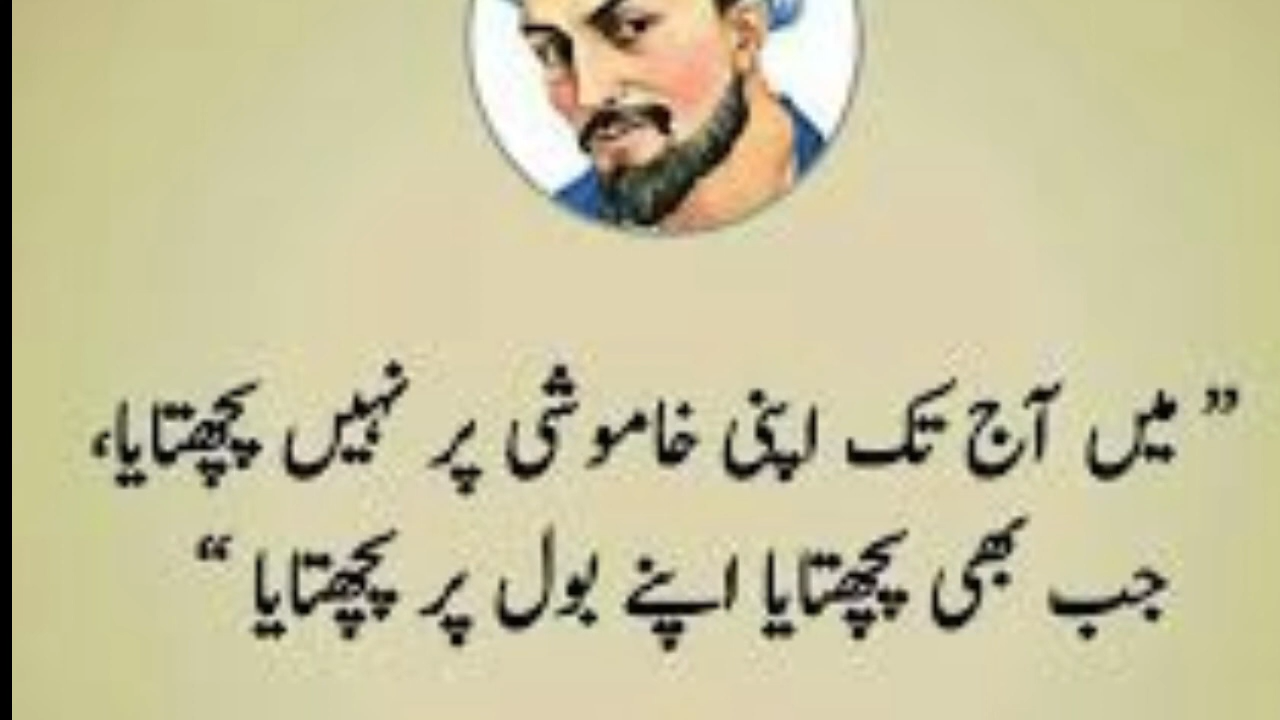 ” میں آج تک اپنی خاموشی پر نہیں پچھتایا،
جب بھی پچھتایا اپنے بول پر پچھتایا “